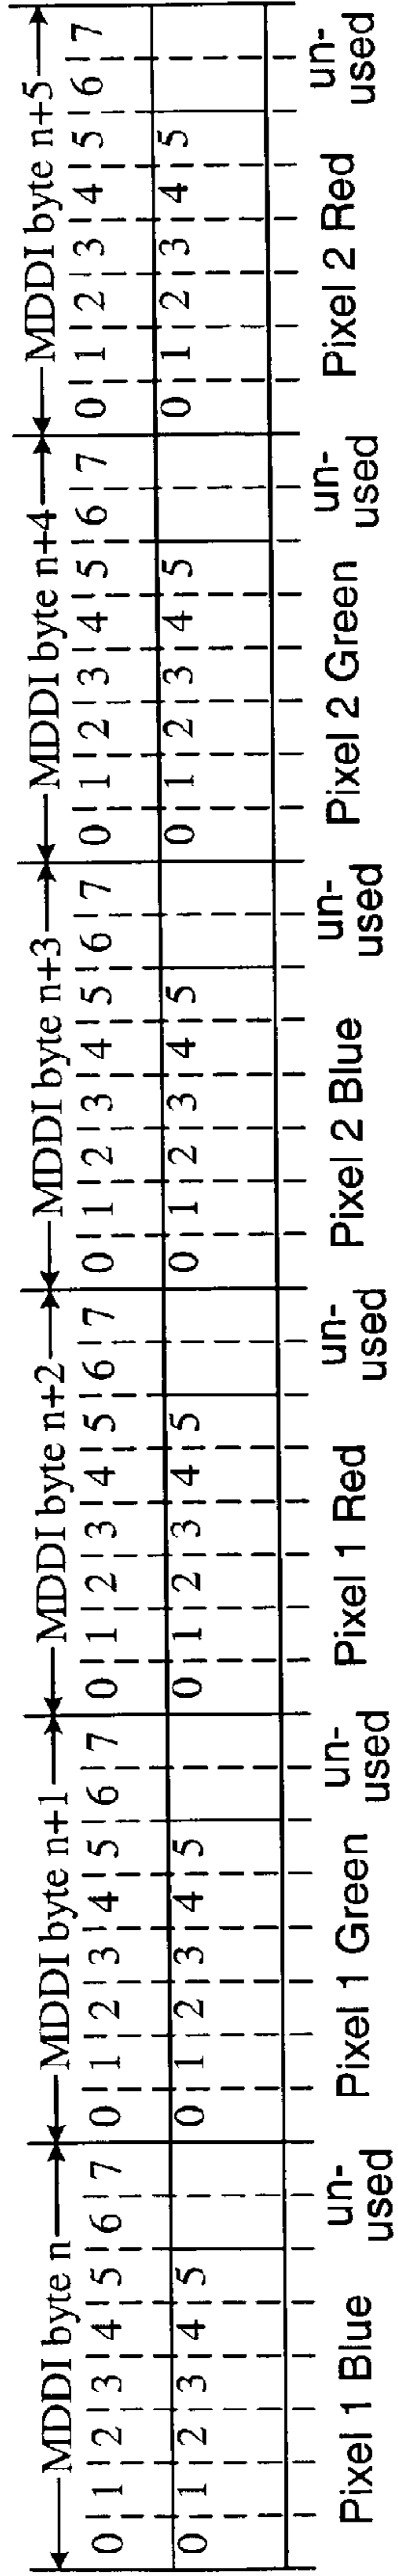 MDDI byte n MDDI byte n+1 MDDI byte n+2 MDDI byte n+3 MDDI byte n+4 MDDI byte n+5
0 1 2 3 4 5 6 7 0 1 2 3 4 5 6 7 0 1 2 3 4 5 6 7 0 1 2 3 4 5 6 7 0 1 2 3 4 5 6 7 0 1 2 3 4 5 6 7
0 1 2 3 4 5 0 1 2 3 4 5 0 1 2 3 4 5 0 1 2 3 4 5 0 1 2 3 4 5 0 1 2 3 4 5
Pixel 1 Blue un- Pixel 1 Green un- Pixel 1 Red un- Pixel 2 Blue un- Pixel 2 Green un- Pixel 2 Red un-
used used used used used used